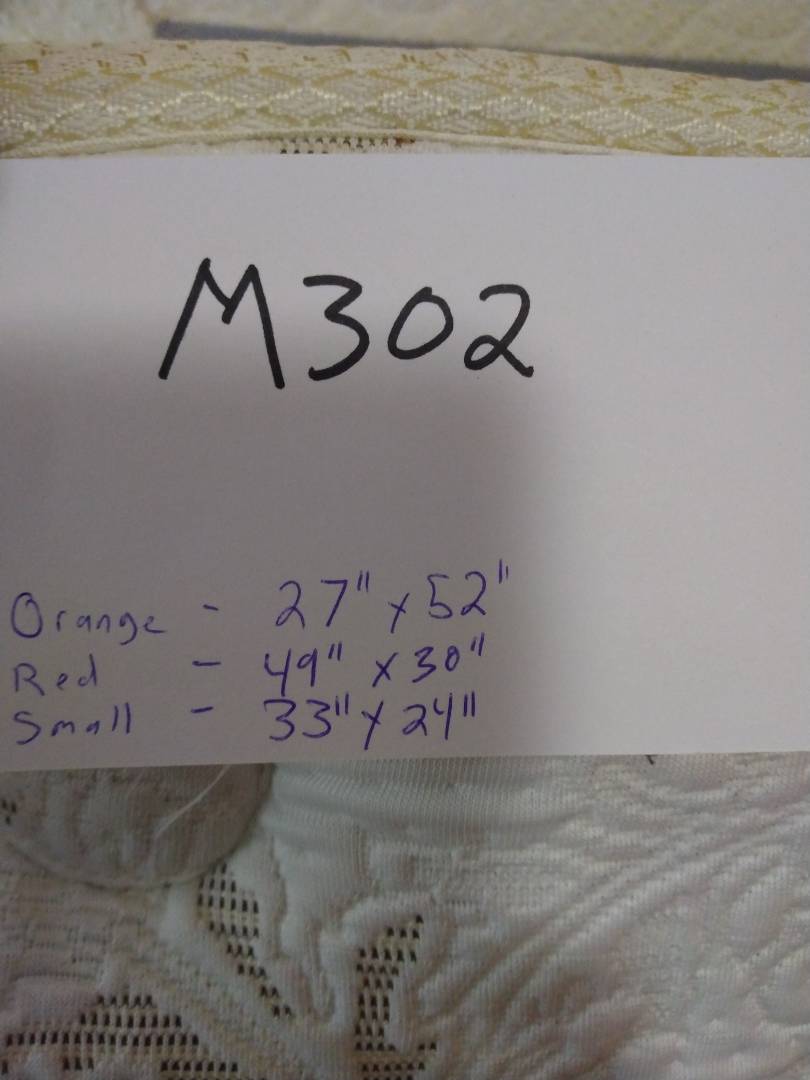 M302
Orange - 27" x 52"
Red - 49" x 30"
Small - 33" x 24"